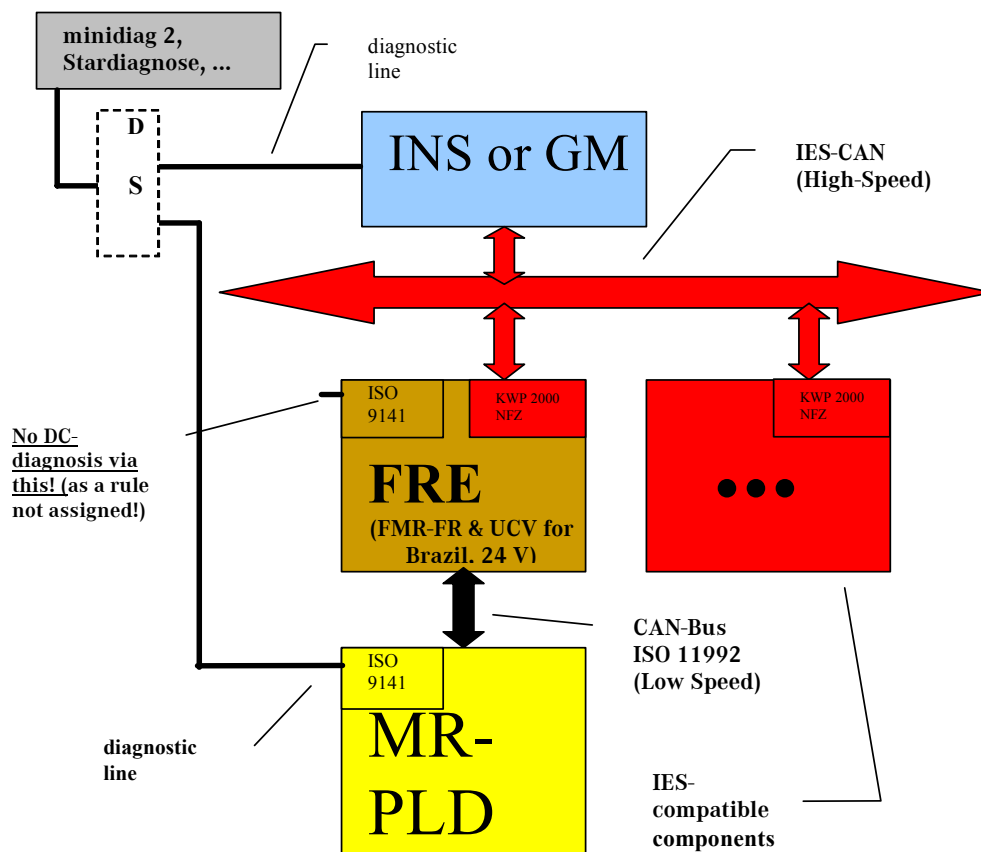 minidiag 2,
Stardiagnose, ...
diagnostic
line
D
S
INS or GM
IES-CAN
(High-Speed)
ISO
9141
KWP 2000
NFZ
KWP 2000
NFZ
No DC-
diagnosis via
this! (as a rule
not assigned!)
FRE
(FMR-FR & UCV for
Brazil. 24 V)
●●●
CAN-Bus
ISO 11992
(Low Speed)
ISO
9141
MR-
PLD
diagnostic
line
IES-
compatible
components